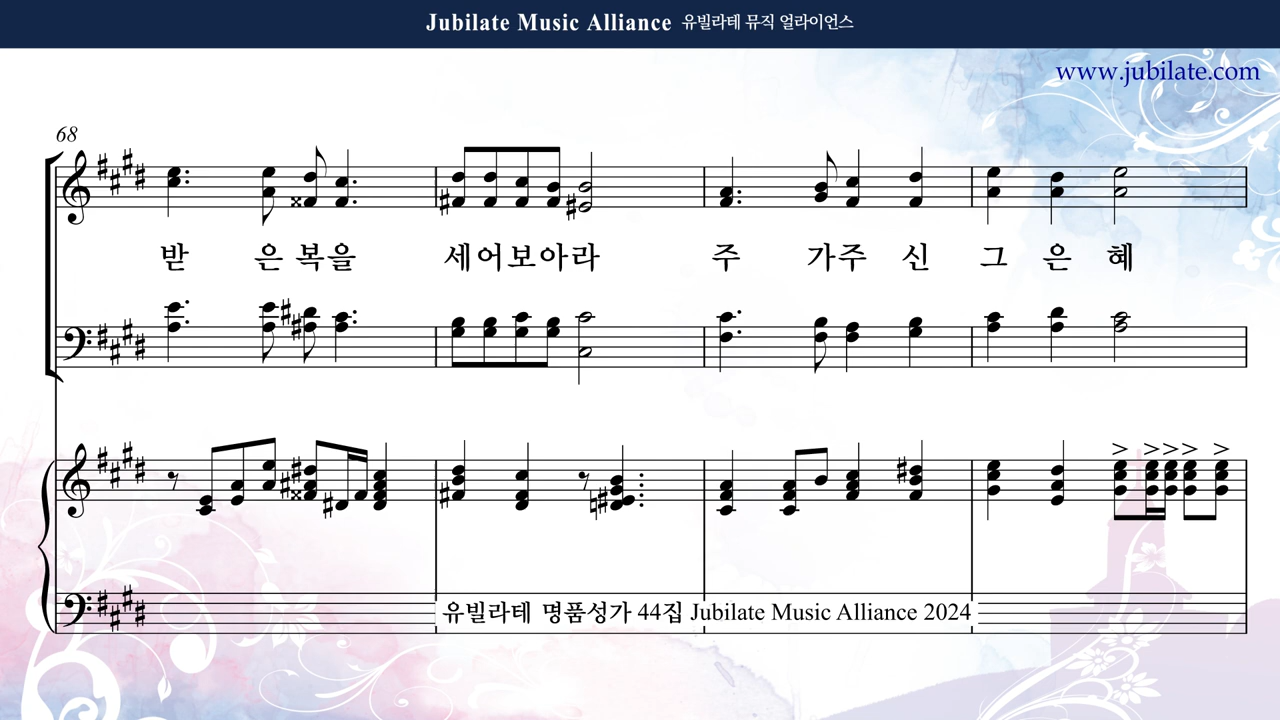 Jubilate Music Alliance 유빌라테 뮤직 얼라이언스
www.jubilate.com
68
받 은 복을 세어보아라 주 가주 신 그 은 혜
유빌라테 명품성가 44집 Jubilate Music Alliance 2024